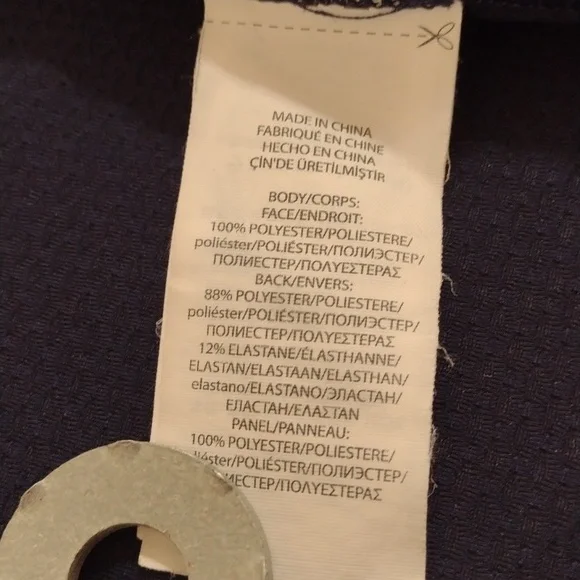 MADE IN CHINA
FABRIQUÉ EN CHINE
HECHO EN CHINA
ÇİN'DE ÜRETİLMİŞTİR
BODY/CORPS:
FACE/ENDROIT:
100% POLYESTER/POLIESTERE/
poliéster/POLIÉSTER/ПОЛИЭСТЕР/
ПОЛИЕСТЕР/ΠΟΛΥΕΣΤΕΡΑΣ
BACK/ENVERS:
88% POLYESTER/POLIESTERE/
poliéster/POLIÉSTER/ПОЛИЭСТЕР/
ПОЛИЕСТЕР/ΠΟΛΥΕΣΤΕΡΑΣ
12% ELASTANE/ÉLASTHANNE/
ELASTAN/ELASTAAN/ELASTHAN/
elastano/ELASTANO/ЭЛАСТАН/
ЕЛАСТАН/ΕΛΑΣΤΑΝ
PANEL/PANNEAU:
100% POLYESTER/POLIESTERE/
/POLIÉSTER/ПОЛИЭСТЕР/
/ΠΟΛΥΕΣΤΕΡΑΣ